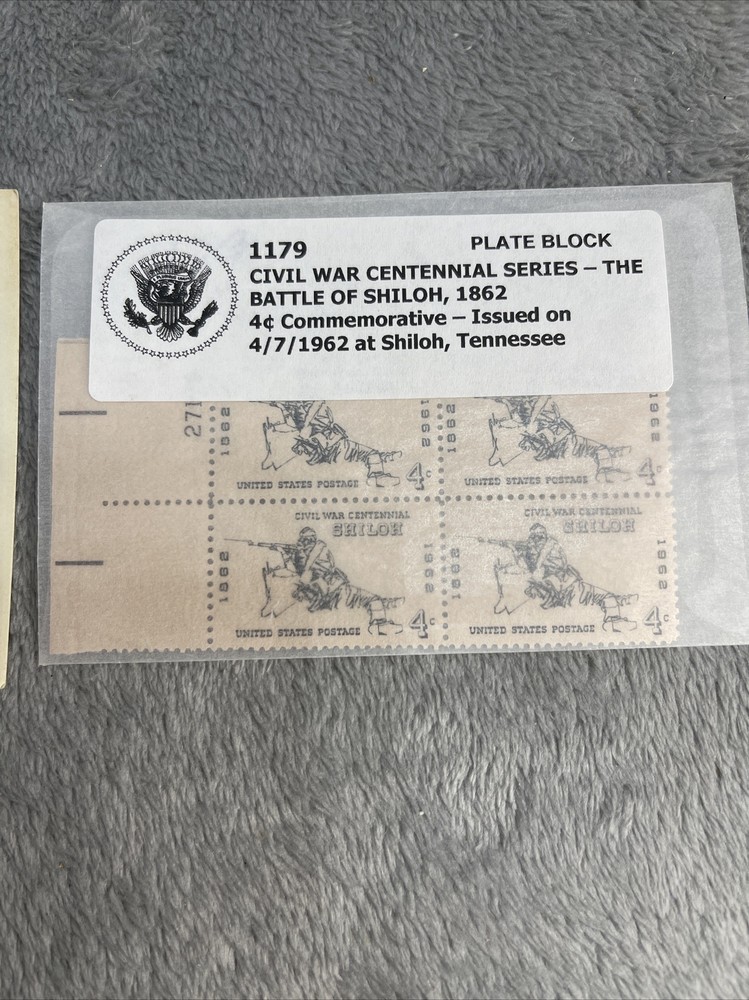 1179 PLATE BLOCK
CIVIL WAR CENTENNIAL SERIES – THE
BATTLE OF SHILOH, 1862
4¢ Commemorative – Issued on
4/7/1962 at Shiloh, Tennessee
271
1862
1962
UNITED STATES POSTAGE
4c
1862
1962
UNITED STATES POSTAGE
4c
CIVIL WAR CENTENNIAL
SHILOH
1862
1962
UNITED STATES POSTAGE
4c
CIVIL WAR CENTENNIAL
SHILOH
1862
1962
UNITED STATES POSTAGE
4c